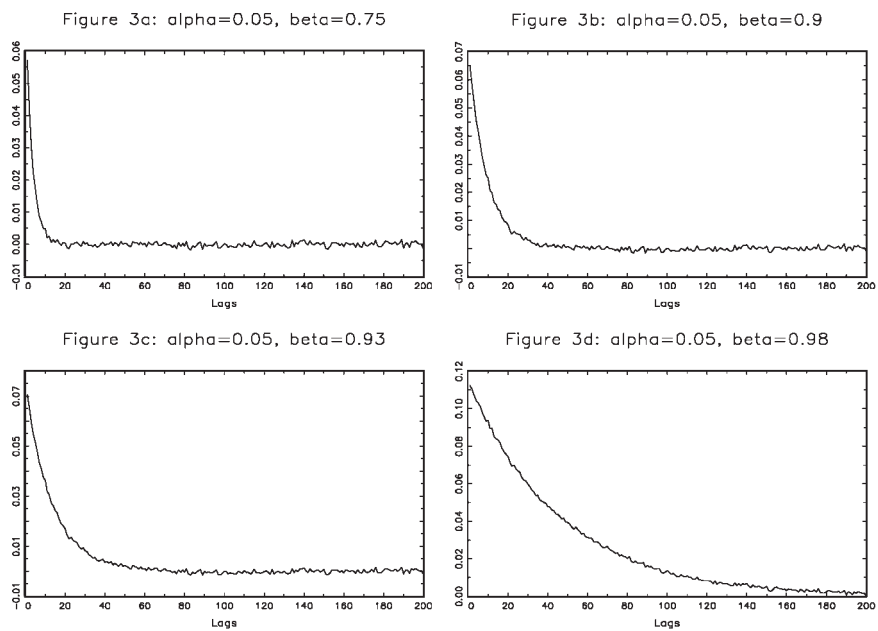 Figure 3a: alpha=0.05, beta=0.75
0.06
0.05
0.04
0.03
0.02
0.01
0.00
-0.01
0 20 40 60 80 100 120 140 160 180 200
Lags
Figure 3b: alpha=0.05, beta=0.9
0.07
0.06
0.05
0.04
0.03
0.02
0.01
-0.01
0 20 40 60 80 100 120 140 160 180 200
Lags
Figure 3c: alpha=0.05, beta=0.93
0.07
0.05
0.03
0.01
-0.01
0 20 40 60 80 100 120 140 160 180 200
Lags
Figure 3d: alpha=0.05, beta=0.98
0.12
0.10
0.08
0.06
0.04
0.02
0.00
0 20 40 60 80 100 120 140 160 180 200
Lags